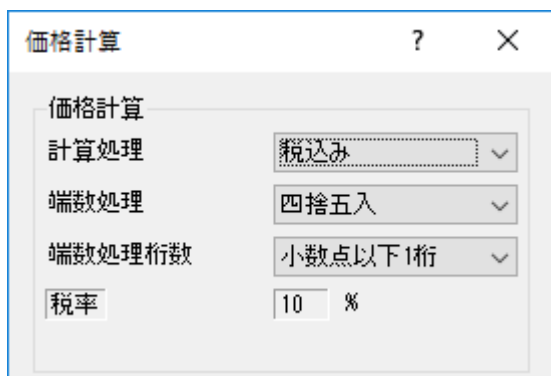 価格計算 ? ×
価格計算
計算処理 税込み
端数処理 四捨五入
端数処理桁数 小数点以下1桁
税率 10 %